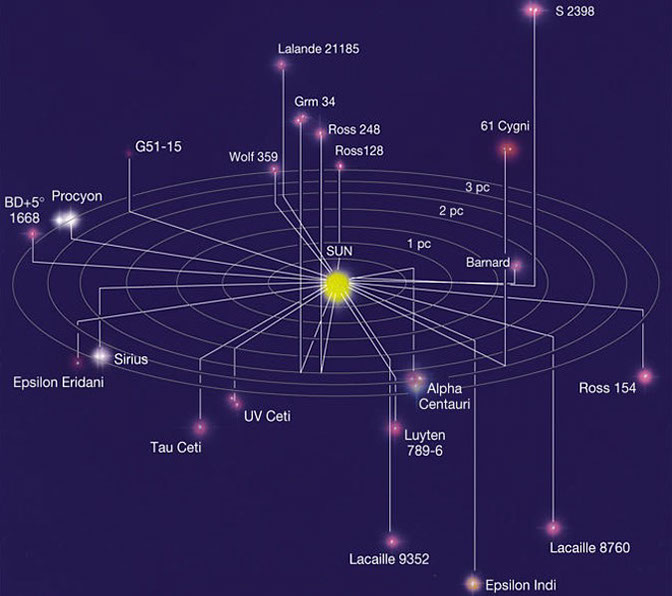 S 2398
Lalande 21185
Grm 34
Ross 248
61 Cygni
G51-15
Ross128
Wolf 359
3 pc
BD+5°
1668
Procyon
2 pc
1 pc
SUN
Barnard
Sirius
Epsilon Eridani
Alpha
Centauri
Ross 154
UV Ceti
Tau Ceti
Luyten
789-6
Lacaille 9352
Lacaille 8760
Epsilon Indi